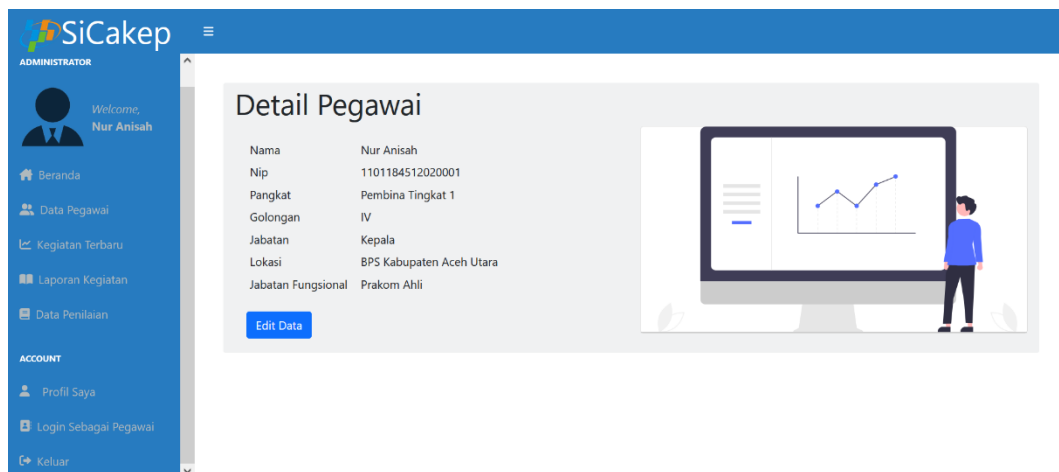 SiCakep
ADMINISTRATOR
Welcome,
Nur Anisah
Beranda
Data Pegawai
Kegiatan Terbaru
Laporan Kegiatan
Data Penilaian
ACCOUNT
Profil Saya
Login Sebagai Pegawai
Keluar
Detail Pegawai
Nama Nur Anisah
Nip 1101184512020001
Pangkat Pembina Tingkat 1
Golongan IV
Jabatan Kepala
Lokasi BPS Kabupaten Aceh Utara
Jabatan Fungsional Prakom Ahli
Edit Data